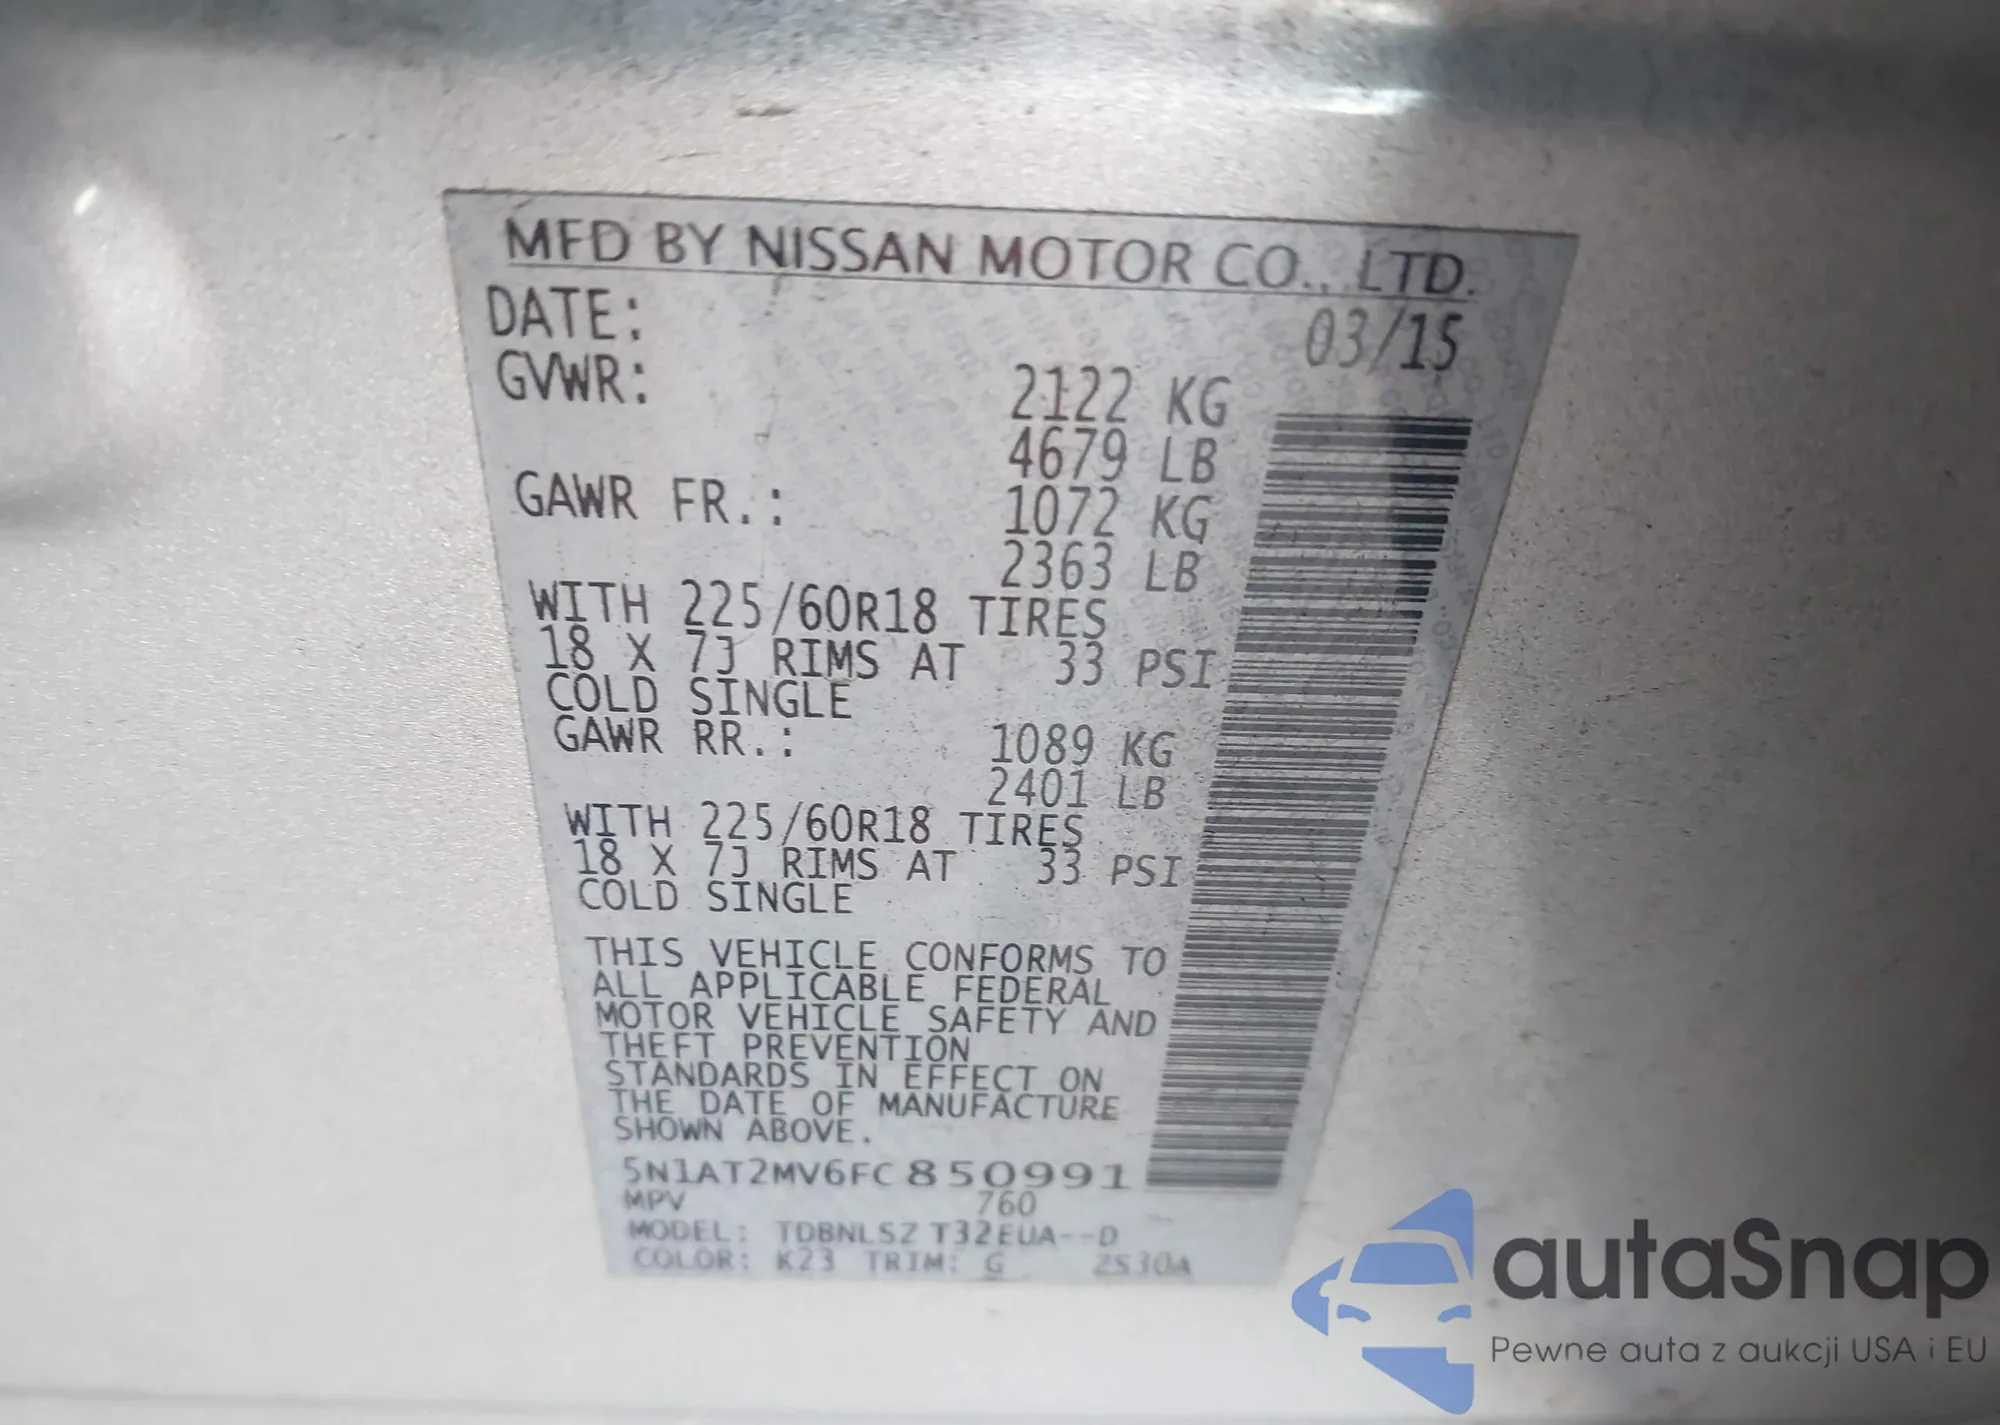 MFD BY NISSAN MOTOR CO., LTD.
DATE: 03/15
GVWR: 2122 KG
4679 LB
GAWR FR.: 1072 KG
2363 LB
WITH 225/60R18 TIRES
18 X 7J RIMS AT 33 PSI
COLD SINGLE
GAWR RR.: 1089 KG
2401 LB
WITH 225/60R18 TIRES
18 X 7J RIMS AT 33 PSI
COLD SINGLE
THIS VEHICLE CONFORMS TO
ALL APPLICABLE FEDERAL
MOTOR VEHICLE SAFETY AND
THEFT PREVENTION
STANDARDS IN EFFECT ON
THE DATE OF MANUFACTURE
SHOWN ABOVE.
5N1AT2MV6FC850991
MPV 760
MODEL: TDBNLSZ T32EUA--D
COLOR: K23 TRIM: G ZS30A
autaSnap
Pewne auta z aukcji USA i EU